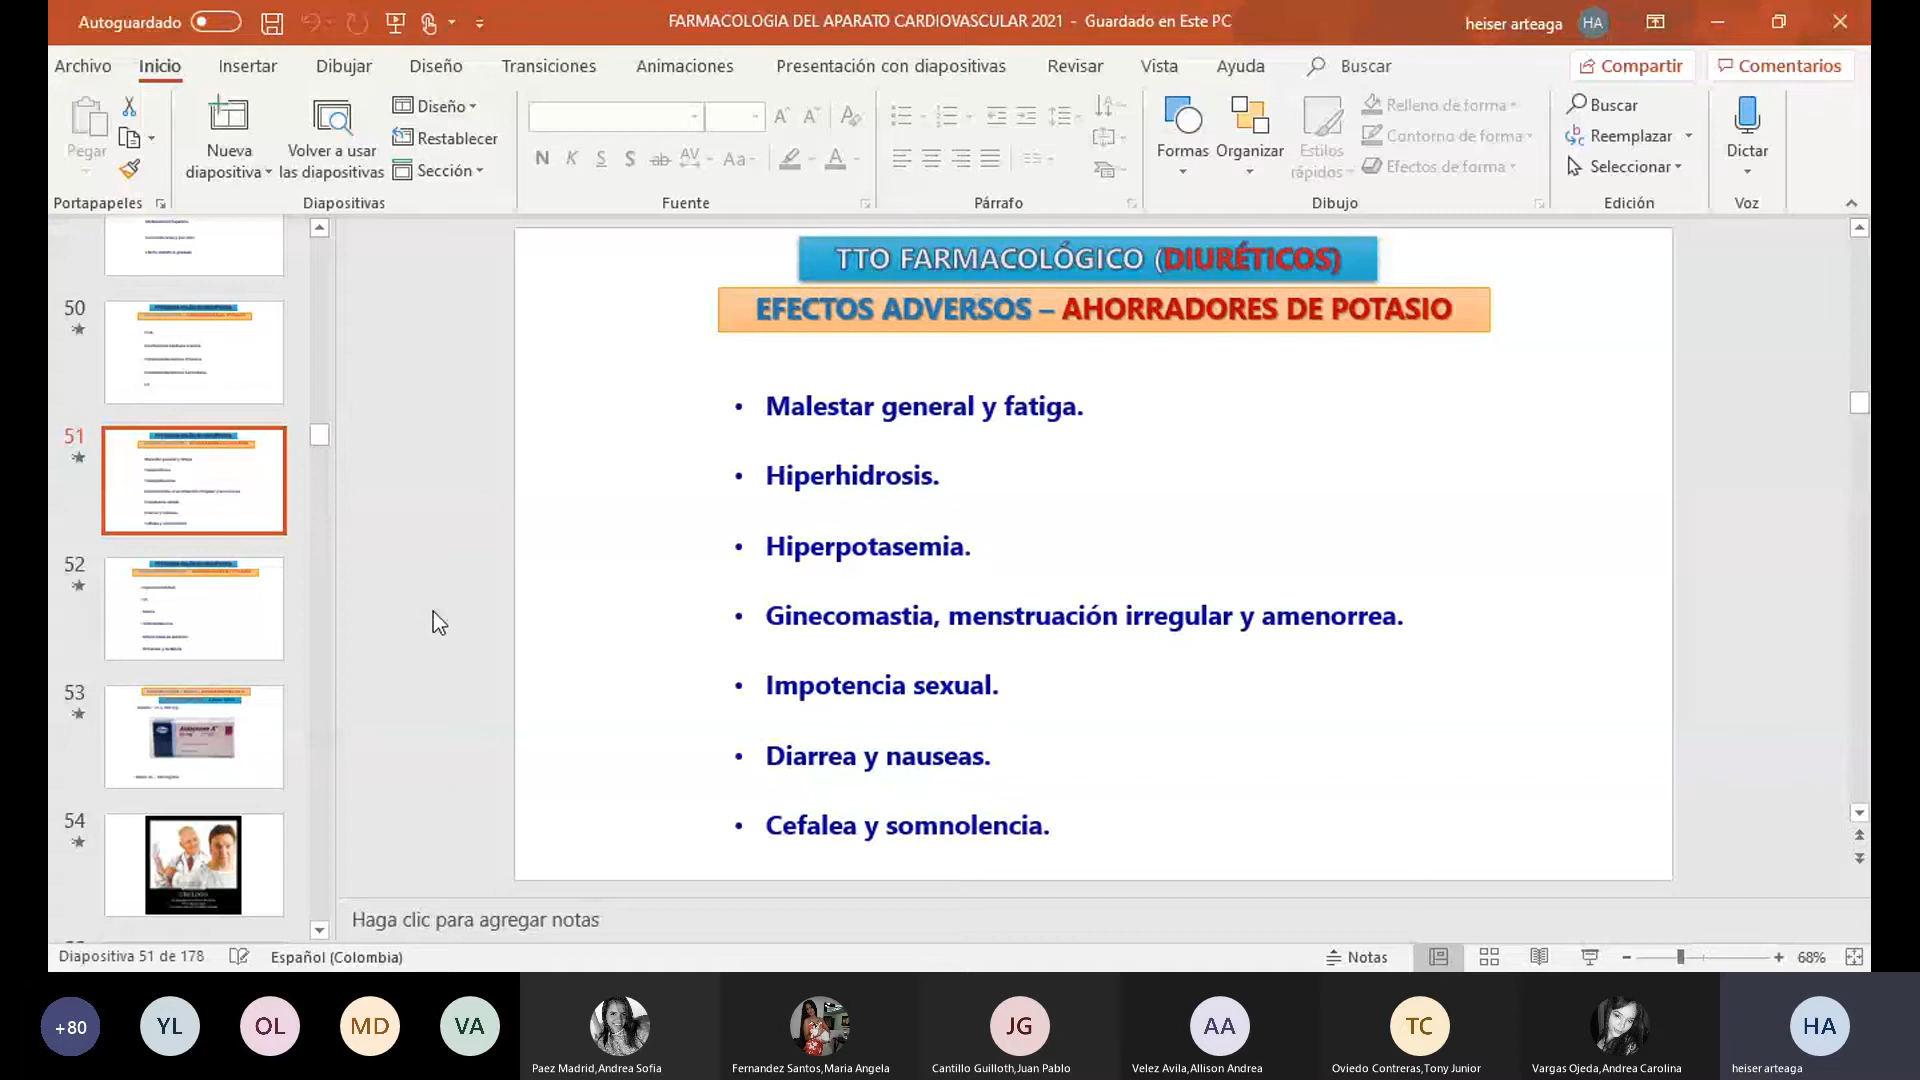 Autoguardado
FARMACOLOGIA DEL APARATO CARDIOVASCULAR 2021 - Guardado en Este PC
heiser arteaga
HA
Archivo
Inicio
Insertar
Dibujar
Diseño
Transiciones
Animaciones
Presentación con diapositivas
Revisar
Vista
Ayuda
Buscar
Compartir
Comentarios
Pegar
Nueva
diapositiva
Volver a usar
las diapositivas
Diseño
Restablecer
Sección
N K S S ab AV Aa A
Formas
Organizar
Estilos
rápidos
Relleno de forma
Contorno de forma
Efectos de forma
Buscar
Reemplazar
Seleccionar
Dictar
Portapapeles
Diapositivas
Fuente
Párrafo
Dibujo
Edición
Voz
50
51
52
53
54
TTO FARMACOLÓGICO (DIURÉTICOS)
EFECTOS ADVERSOS – AHORRADORES DE POTASIO
• Malestar general y fatiga.
• Hiperhidrosis.
• Hiperpotasemia.
• Ginecomastia, menstruación irregular y amenorrea.
• Impotencia sexual.
• Diarrea y nauseas.
• Cefalea y somnolencia.
Haga clic para agregar notas
Diapositiva 51 de 178
Español (Colombia)
Notas
68%
+80
YL
OL
MD
VA
JG
AA
TC
HA
Paez Madrid,Andrea Sofia
Fernandez Santos,Maria Angela
Cantillo Guilloth,Juan Pablo
Velez Avila,Allison Andrea
Oviedo Contreras,Tony Junior
Vargas Ojeda,Andrea Carolina
heiser arteaga